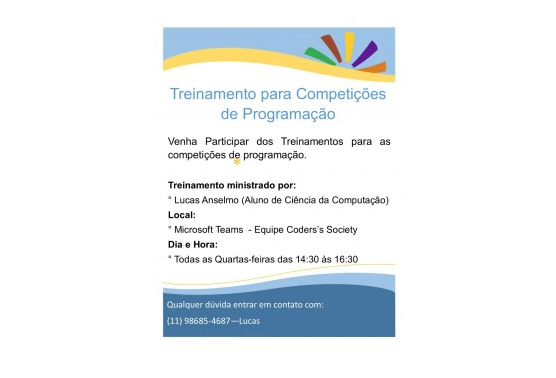 Treinamento para Competições
de Programação
Venha Participar dos Treinamentos para as
competições de programação.
*
Treinamento ministrado por:
° Lucas Anselmo (Aluno de Ciência da Computação)
Local:
° Microsoft Teams - Equipe Coders's Society
Dia e Hora:
° Todas as Quartas-feiras das 14:30 às 16:30
Qualquer dúvida entrar em contato com:
(11) 98685-4687—Lucas